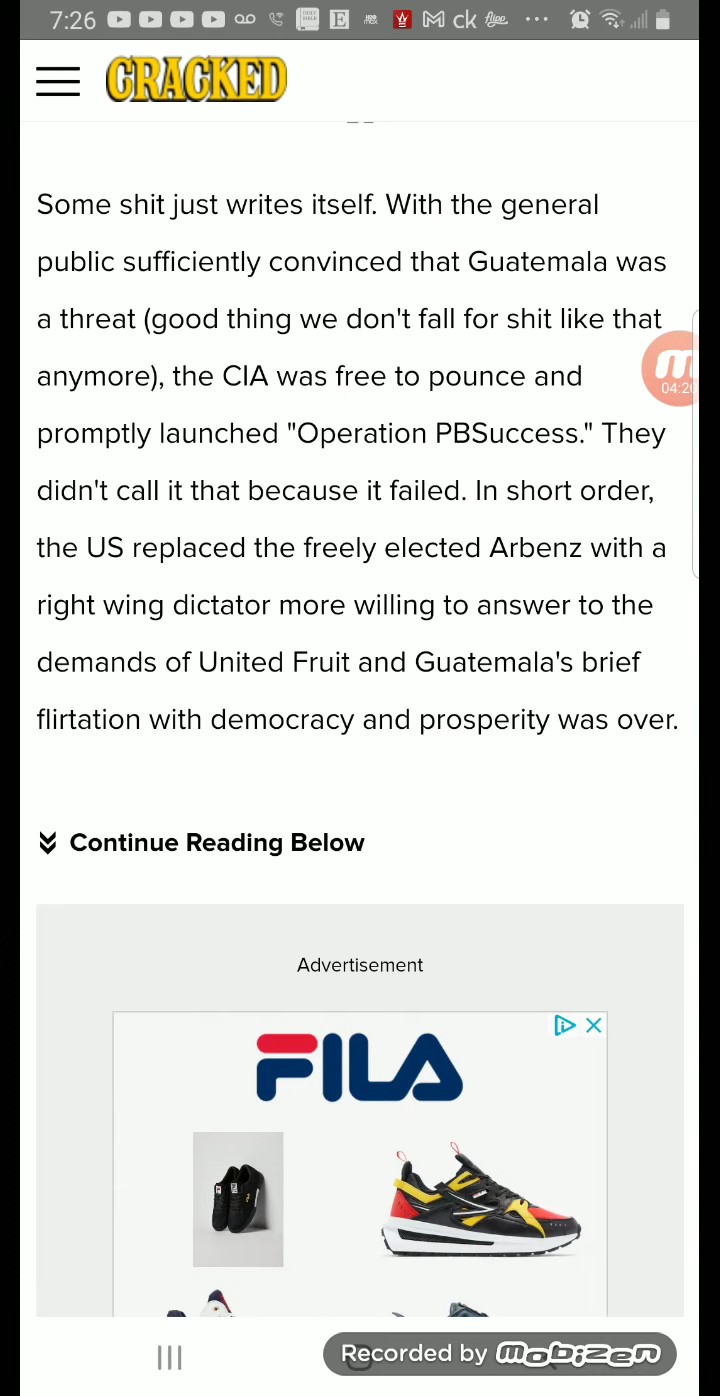 7:26
CRACKED
Some shit just writes itself. With the general
public sufficiently convinced that Guatemala was
a threat (good thing we don't fall for shit like that
anymore), the CIA was free to pounce and
04:20
promptly launched "Operation PBSuccess." They
didn't call it that because it failed. In short order,
the US replaced the freely elected Arbenz with a
right wing dictator more willing to answer to the
demands of United Fruit and Guatemala's brief
flirtation with democracy and prosperity was over.
Continue Reading Below
Advertisement
FILA
Recorded by mobizen